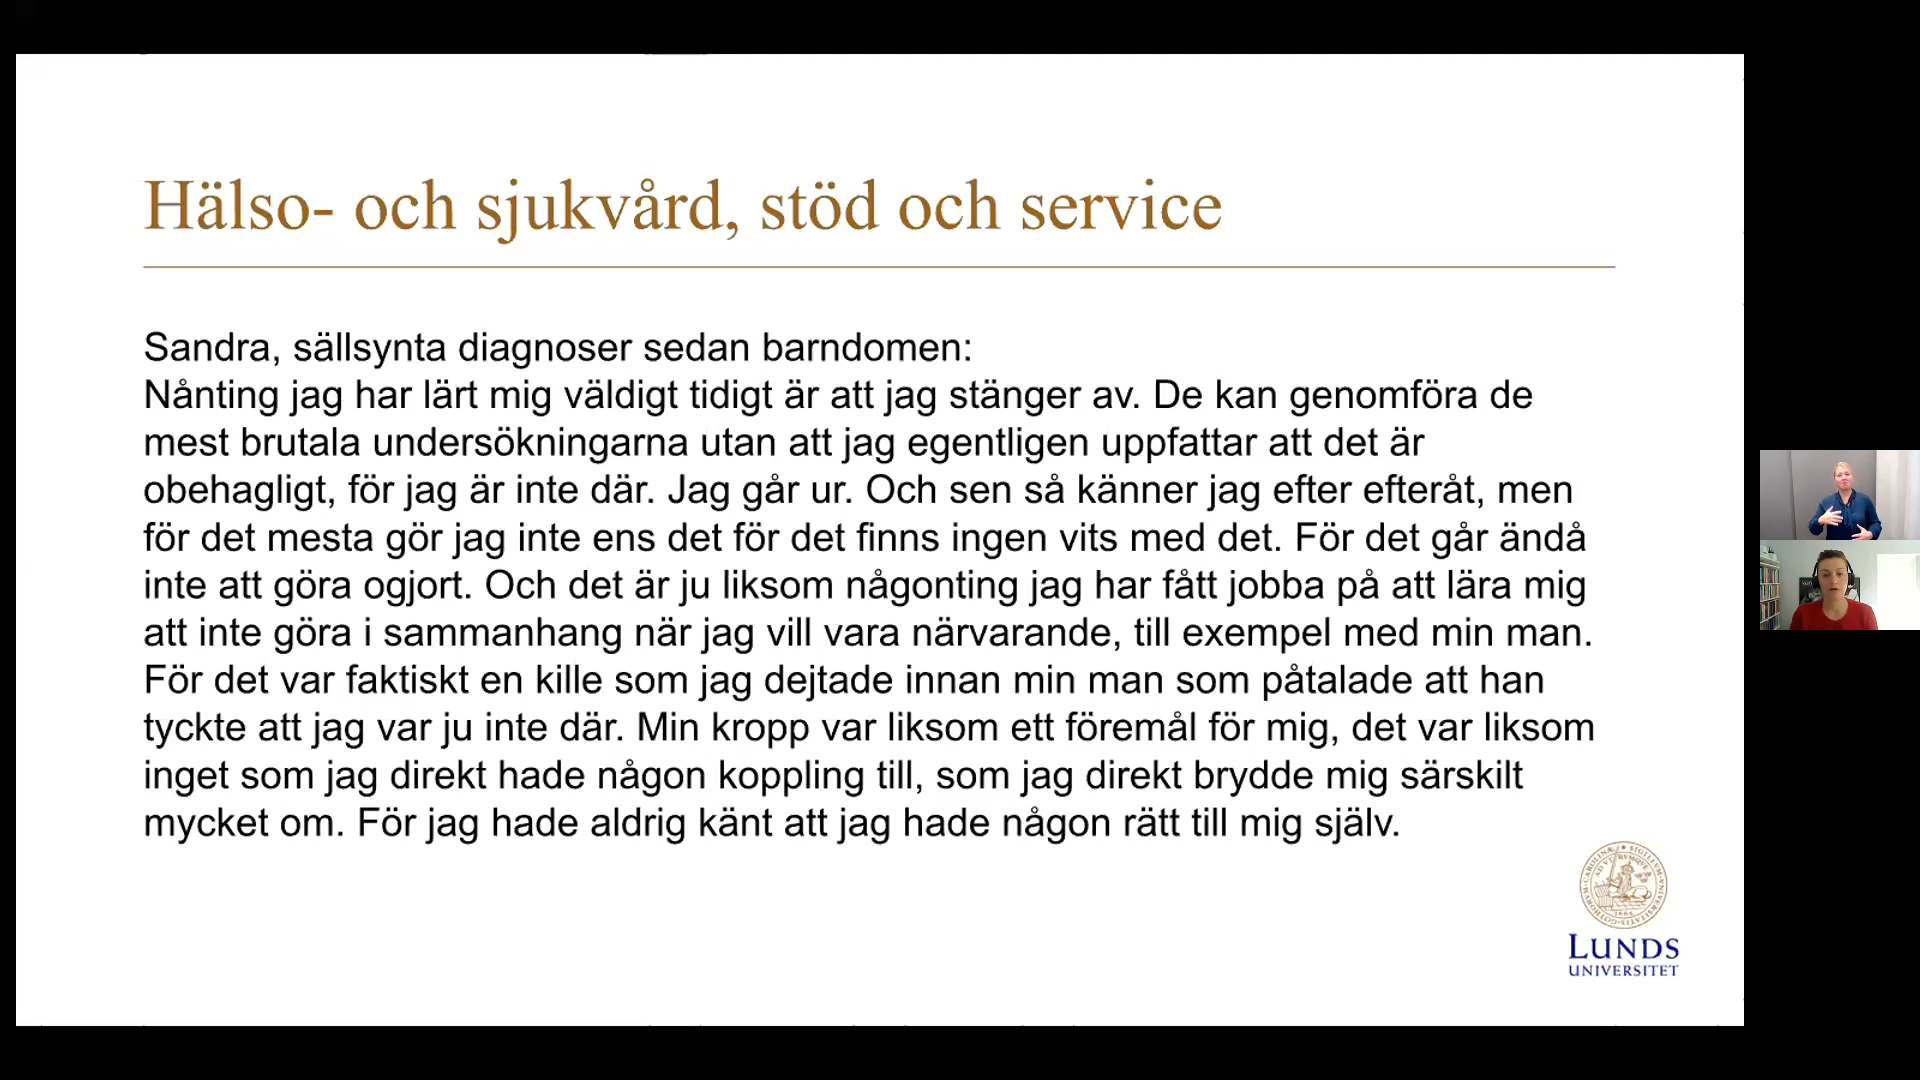 Hälso- och sjukvård, stöd och service
Sandra, sällsynta diagnoser sedan barndomen:
Nånting jag har lärt mig väldigt tidigt är att jag stänger av. De kan genomföra de
mest brutala undersökningarna utan att jag egentligen uppfattar att det är
obehagligt, för jag är inte där. Jag går ur. Och sen så känner jag efter efteråt, men
för det mesta gör jag inte ens det för det finns ingen vits med det. För det går ändå
inte att göra ogjort. Och det är ju liksom någonting jag har fått jobba på att lära mig
att inte göra i sammanhang när jag vill vara närvarande, till exempel med min man.
För det var faktiskt en kille som jag dejtade innan min man som påtalade att han
tyckte att jag var ju inte där. Min kropp var liksom ett föremål för mig, det var liksom
inget som jag direkt hade någon koppling till, som jag direkt brydde mig särskilt
mycket om. För jag hade aldrig känt att jag hade någon rätt till mig själv.
LUNDS
UNIVERSITET